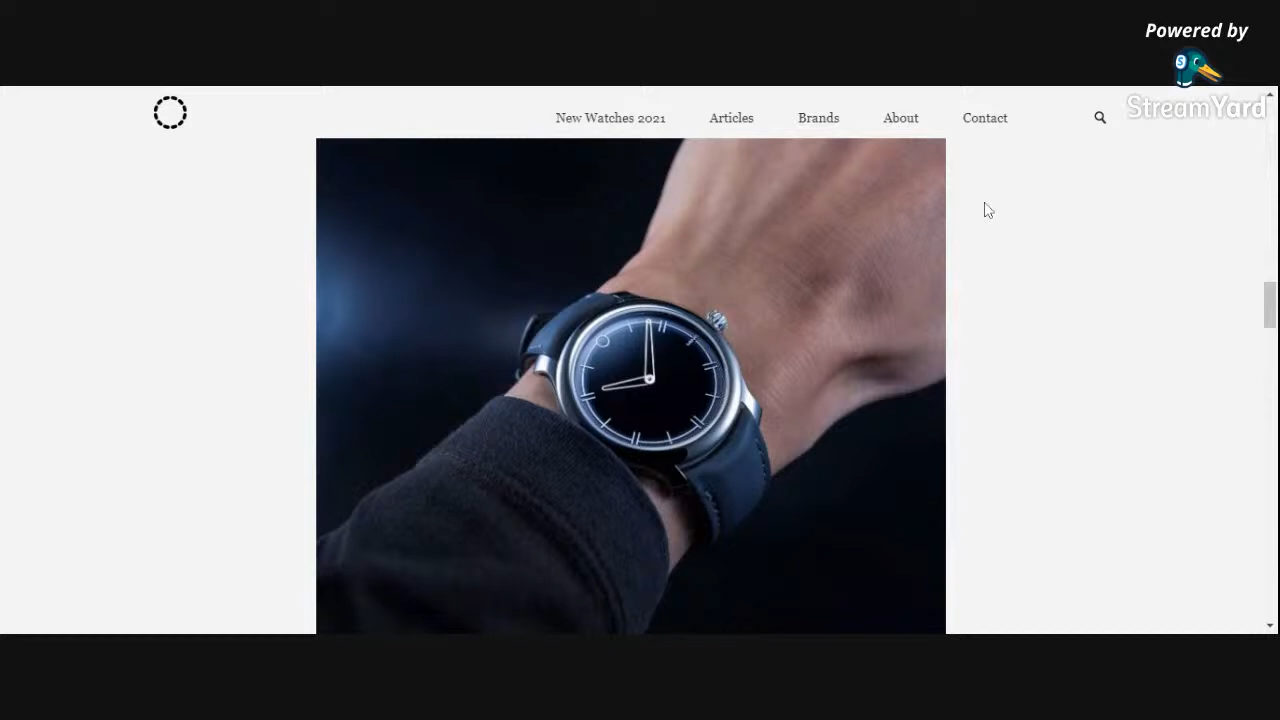 Powered by
StreamYard
New Watches 2021
Articles
Brands
About
Contact